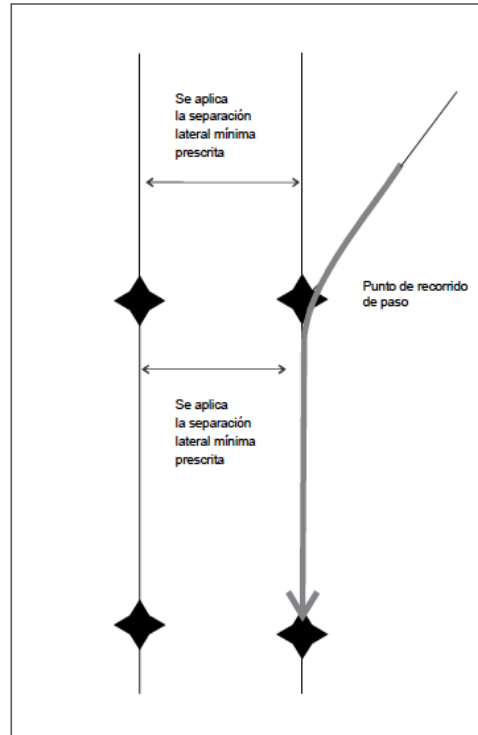 Se aplica
la separación
lateral mínima
prescrita
Punto de recorrido
de paso
Se aplica
la separación
lateral mínima
prescrita